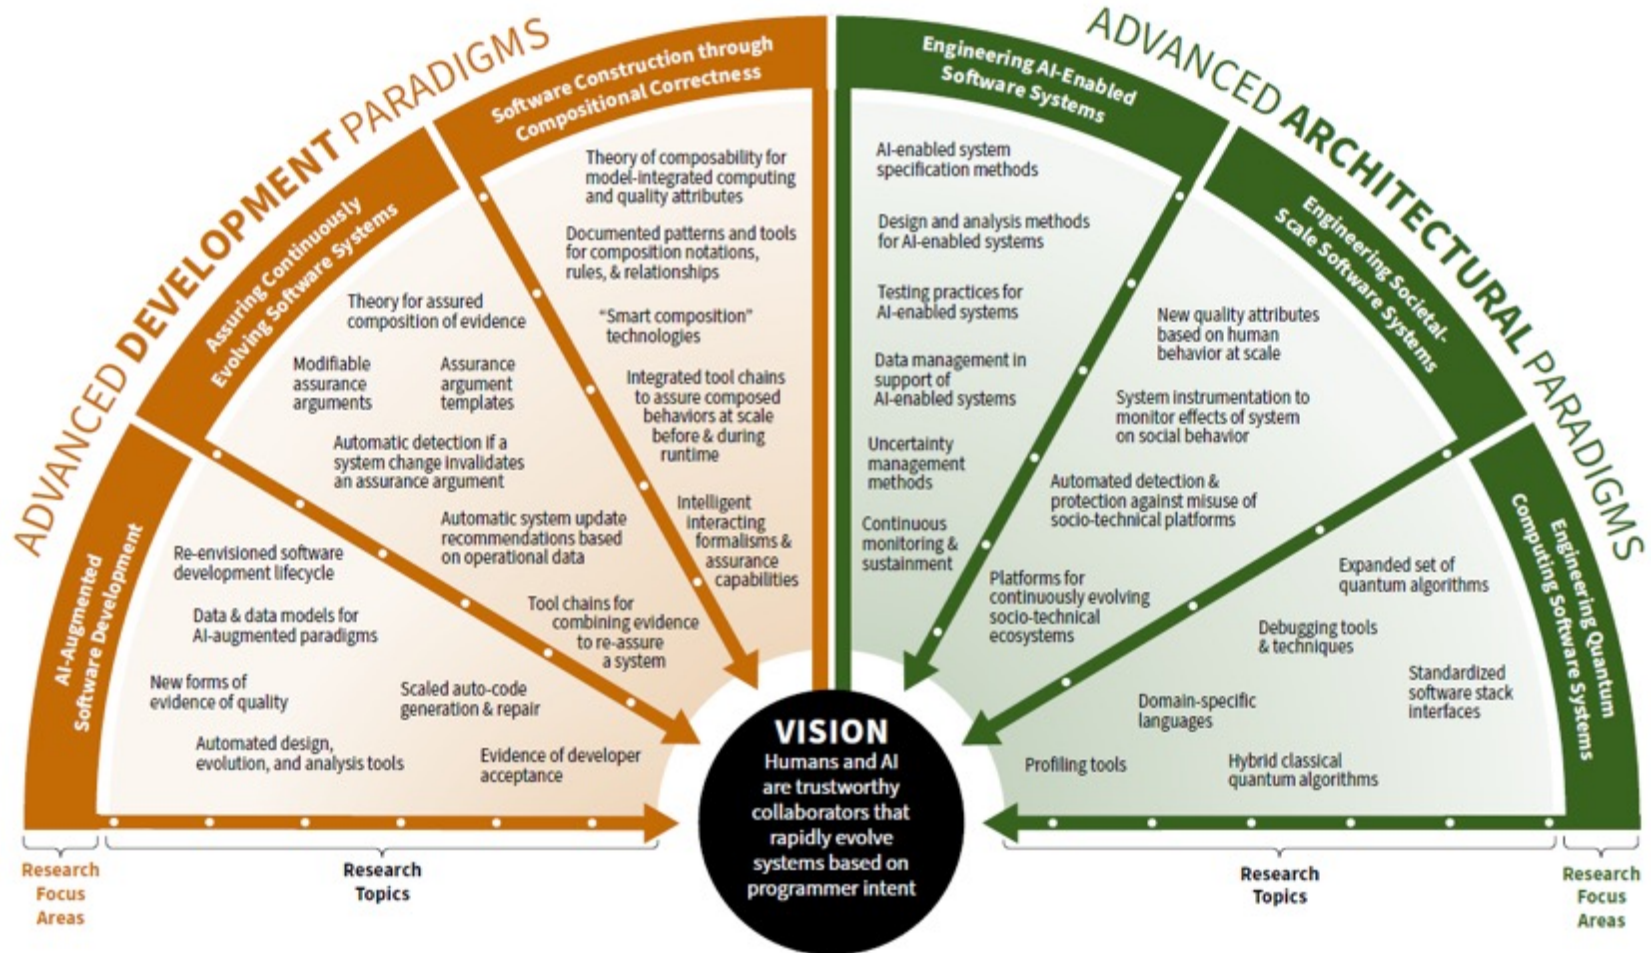 ADVANCED DEVELOPMENT PARADIGMS
ADVANCED ARCHITECTURAL PARADIGMS
AI-Augmented
Software Development
Re-envisioned software
development lifecycle
Data & data models for
AI-augmented paradigms
New forms of
evidence of quality
Scaled auto-code
generation & repair
Automated design,
evolution, and analysis tools
Evidence of developer
acceptance
Assuring Continuously
Evolving Software Systems
Theory for assured
composition of evidence
Modifiable
assurance
arguments
Assurance
argument
templates
Automatic detection if a
system change invalidates
an assurance argument
Automatic system update
recommendations based
on operational data
Tool chains for
combining evidence
to re-assure
a system
Software Construction through
Compositional Correctness
Theory of composability for
model-integrated computing
and quality attributes
Documented patterns and tools
for composition notations,
rules, & relationships
“Smart composition”
technologies
Integrated tool chains
to assure composed
behaviors at scale
before & during
runtime
Intelligent
interacting
formalisms &
assurance
capabilities
Engineering AI-Enabled
Software Systems
AI-enabled system
specification methods
Design and analysis methods
for AI-enabled systems
Testing practices for
AI-enabled systems
Data management in
support of
AI-enabled systems
Uncertainty
management
methods
Continuous
monitoring &
sustainment
Engineering Societal-
Scale Software Systems
New quality attributes
based on human
behavior at scale
System instrumentation to
monitor effects of system
on social behavior
Automated detection &
protection against misuse of
socio-technical platforms
Platforms for
continuously evolving
socio-technical
ecosystems
Engineering Quantum
Computing Software Systems
Expanded set of
quantum algorithms
Debugging tools
& techniques
Standardized
software stack
interfaces
Domain-specific
languages
Profiling tools
Hybrid classical
quantum algorithms
VISION
Humans and AI
are trustworthy
collaborators that
rapidly evolve
systems based on
programmer intent
Research
Focus
Areas
Research
Topics
Research
Topics
Research
Focus
Areas